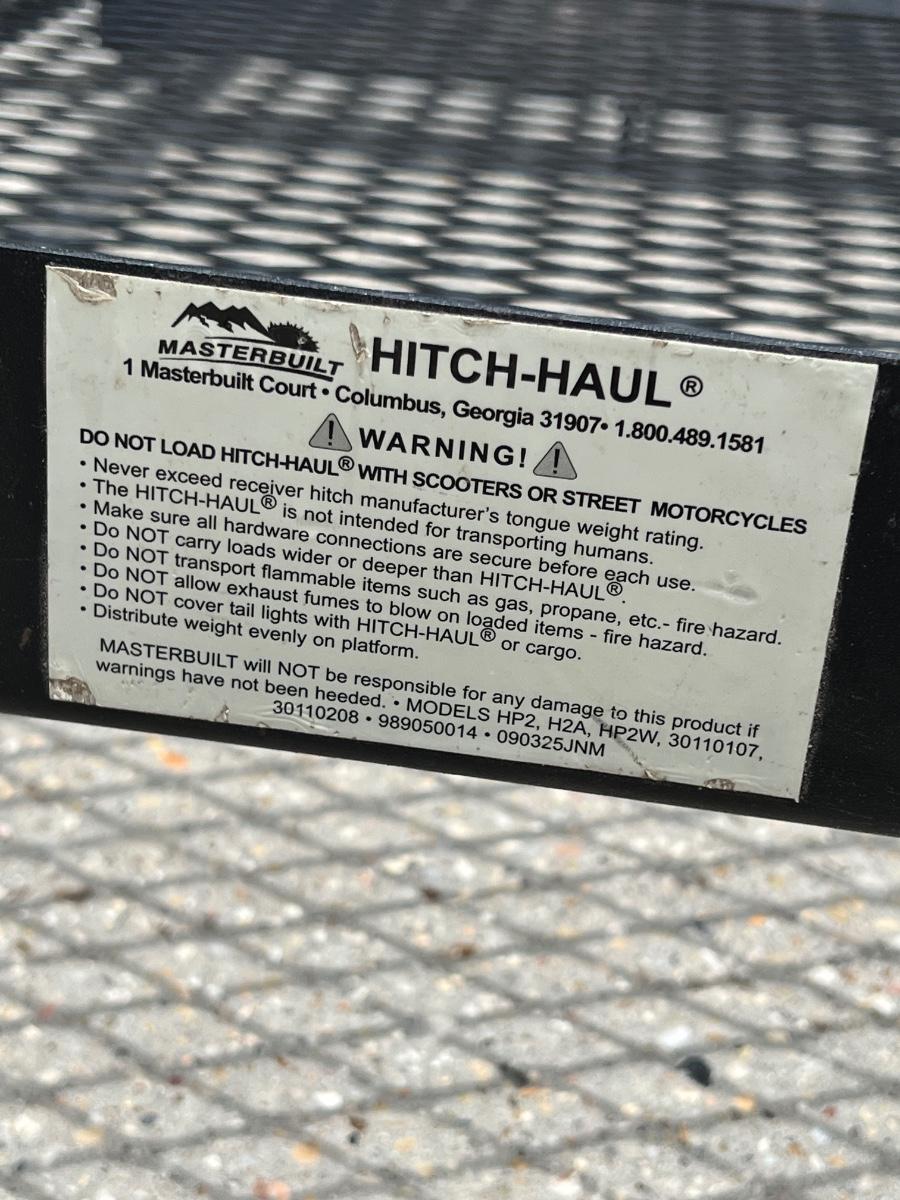 MASTERBUILT HITCH-HAUL®
1 Masterbuilt Court • Columbus, Georgia 31907• 1.800.489.1581
WARNING!
DO NOT LOAD HITCH-HAUL® WITH SCOOTERS OR STREET MOTORCYCLES
• Never exceed receiver hitch manufacturer's tongue weight rating.
• The HITCH-HAUL® is not intended for transporting humans.
• Make sure all hardware connections are secure before each use.
• Do NOT carry loads wider or deeper than HITCH-HAUL®.
• Do NOT transport flammable items such as gas, propane, etc.- fire hazard.
• Do NOT allow exhaust fumes to blow on loaded items - fire hazard.
• Do NOT cover tail lights with HITCH-HAUL® or cargo.
• Distribute weight evenly on platform.
MASTERBUILT will NOT be responsible for any damage to this product if
warnings have not been heeded. • MODELS HP2, H2A, HP2W, 30110107,
30110208 • 989050014 • 090325JNM